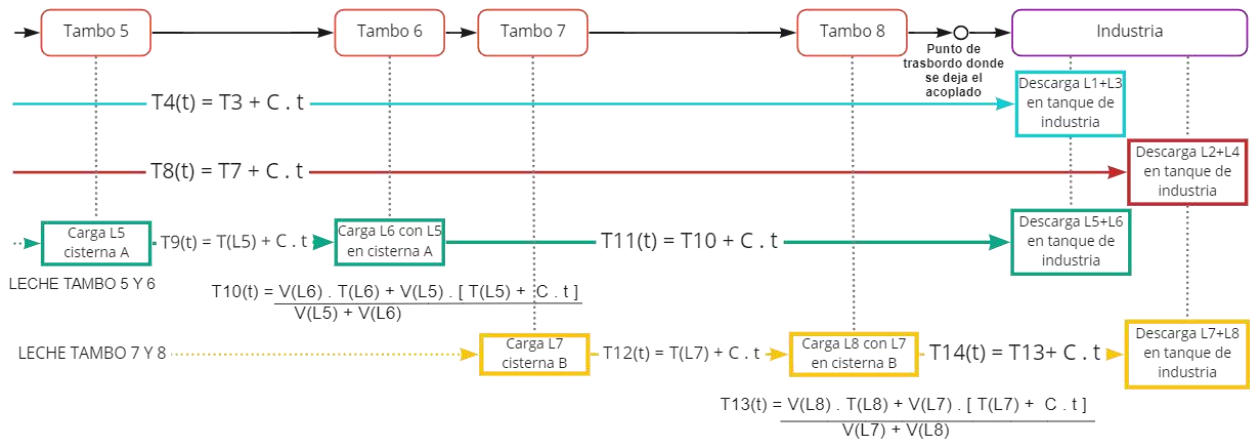 Tambo 5
Tambo 6
Tambo 7
Tambo 8
Industria
Punto de
trasbordo donde
se deja el
acoplado
T4(t) = T3 + C . t
Descarga L1+L3
en tanque de
industria
T8(t) = T7 + C . t
Descarga L2+L4
en tanque de
industria
Carga L5
cisterna A
T9(t) = T(L5) + C . t
Carga L6 con L5
en cisterna A
T11(t) = T10 + C . t
Descarga L5+L6
en tanque de
industria
LECHE TAMBO 5 Y 6
T10(t) = V(L6) . T(L6) + V(L5) . [ T(L5) + C . t ]
V(L5) + V(L6)
LECHE TAMBO 7 Y 8
Carga L7
cisterna B
T12(t) = T(L7) + C . t
Carga L8 con L7
en cisterna B
T14(t) = T13+ C . t
Descarga L7+L8
en tanque de
industria
T13(t) = V(L8) . T(L8) + V(L7) . [ T(L7) + C . t ]
V(L7) + V(L8)